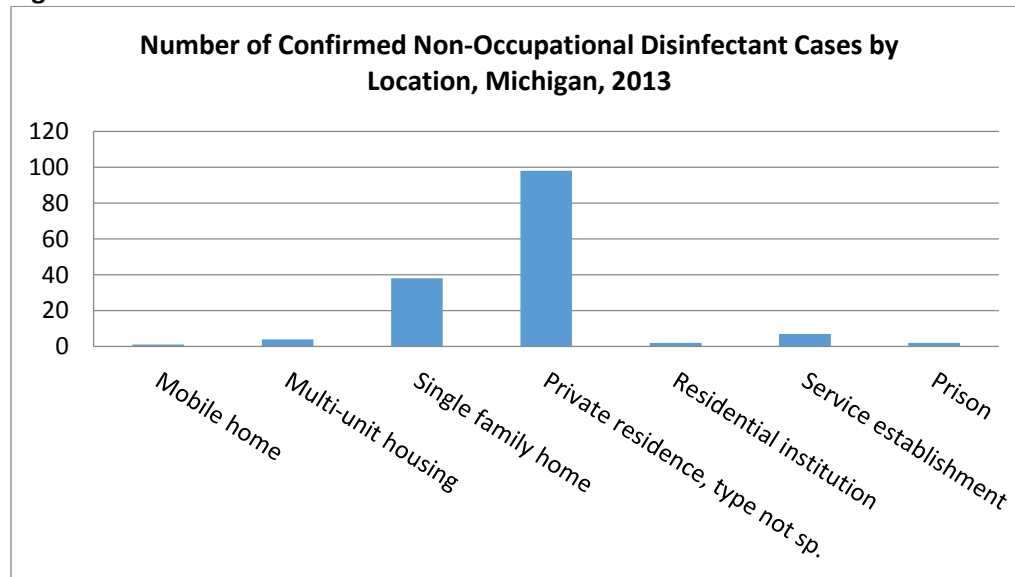 Number of Confirmed Non-Occupational Disinfectant Cases by
Location, Michigan, 2013
120
100
80
60
40
20
0
Mobile home
Multi-unit housing
Single family home
Private residence, type not sp.
Residential institution
Service establishment
Prison